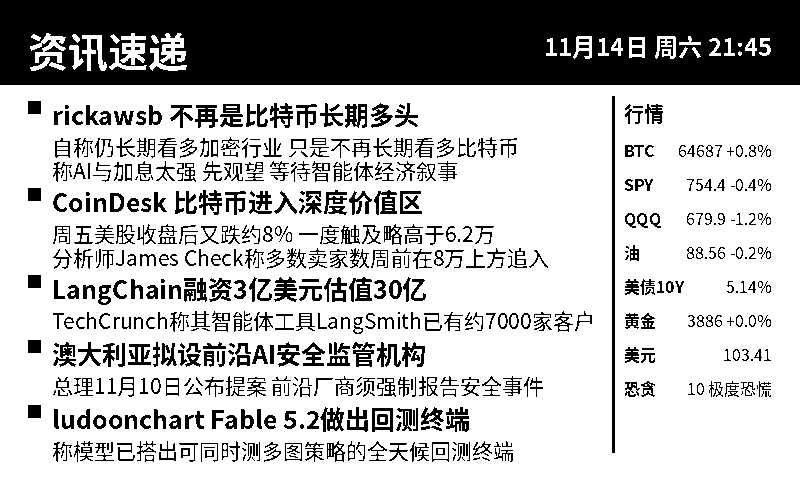 资讯速递
11月14日 周六 21:45
rickawsb 不再是比特币长期多头
自称仍长期看多加密行业 只是不再长期看多比特币
称AI与加息太强 先观望 等待智能体经济叙事
CoinDesk 比特币进入深度价值区
周五美股收盘后又跌约8% 一度触及略高于6.2万
分析师James Check称多数卖家数周前在8万上方追入
LangChain融资3亿美元估值30亿
TechCrunch称其智能体工具LangSmith已有约7000家客户
澳大利亚拟设前沿AI安全监管机构
总理11月10日公布提案 前沿厂商须强制报告安全事件
ludoonchart Fable 5.2做出回测终端
称模型已搭出可同时测多图策略的全天候回测终端
行情
BTC 64687 +0.8%
SPY 754.4 -0.4%
QQQ 679.9 -1.2%
油 88.56 -0.2%
美债10Y 5.14%
黄金 3886 +0.0%
美元 103.41
恐贪 10 极度恐慌